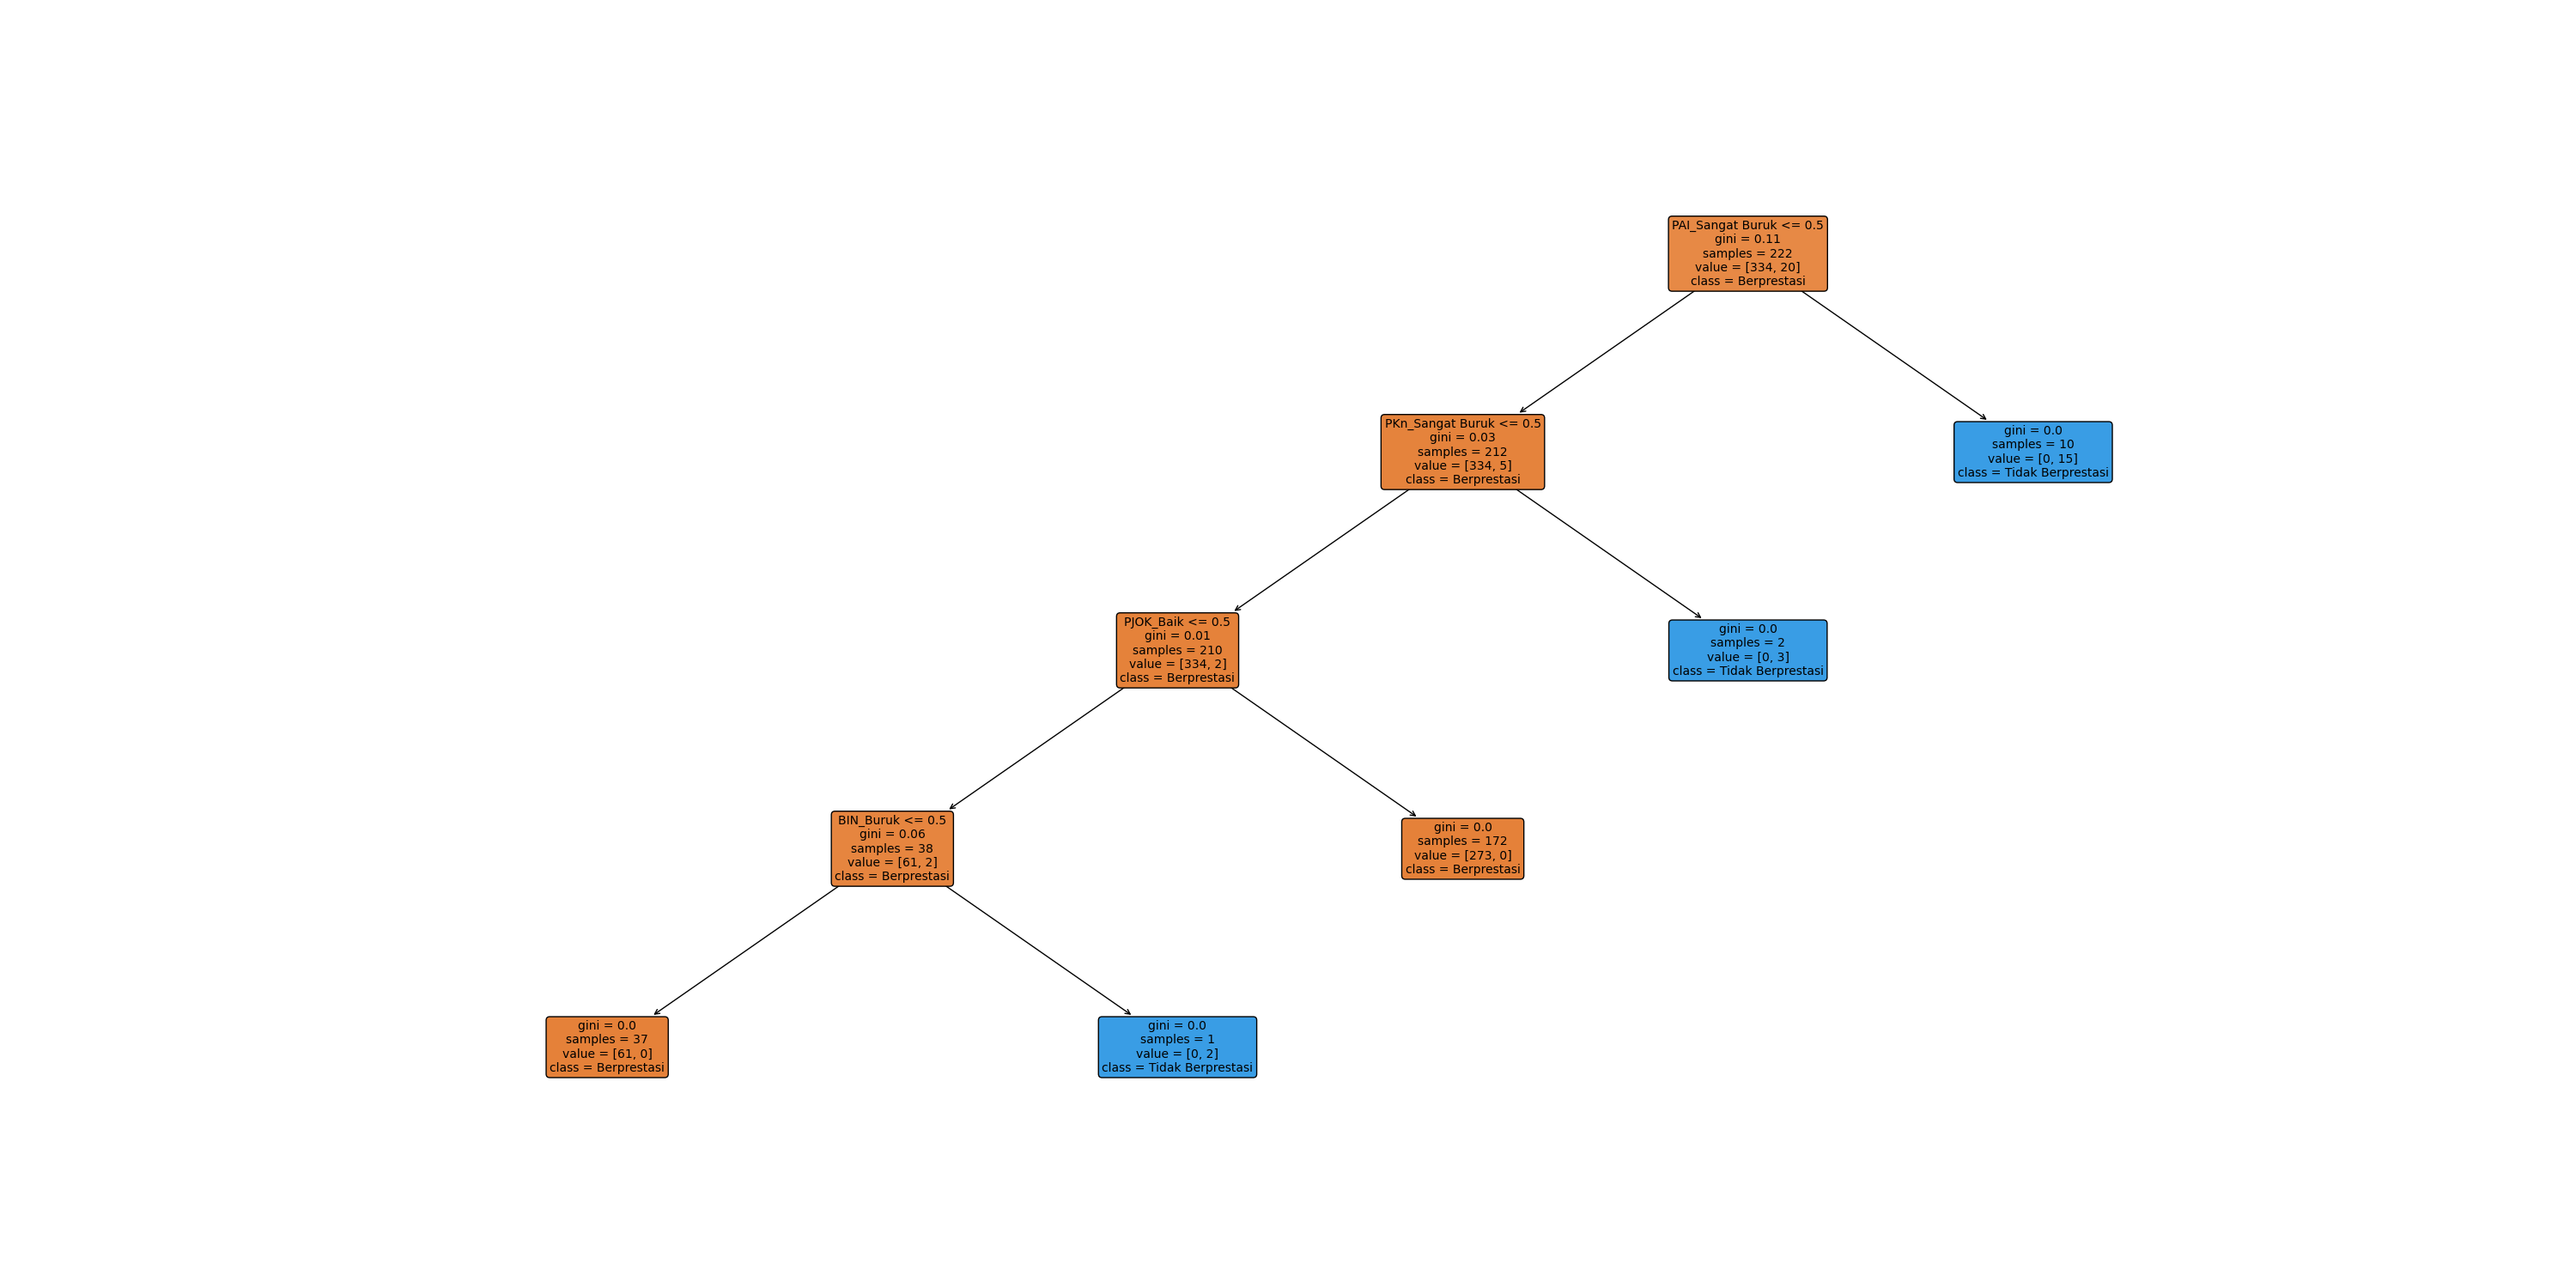 PAI_Sangat Buruk <= 0.5
gini = 0.11
samples = 222
value = [334, 20]
class = Berprestasi
PKn_Sangat Buruk <= 0.5
gini = 0.03
samples = 212
value = [334, 5]
class = Berprestasi
gini = 0.0
samples = 10
value = [0, 15]
class = Tidak Berprestasi
PJOK_Baik <= 0.5
gini = 0.01
samples = 210
value = [334, 2]
class = Berprestasi
gini = 0.0
samples = 2
value = [0, 3]
class = Tidak Berprestasi
BIN_Buruk <= 0.5
gini = 0.06
samples = 38
value = [61, 2]
class = Berprestasi
gini = 0.0
samples = 172
value = [273, 0]
class = Berprestasi
gini = 0.0
samples = 37
value = [61, 0]
class = Berprestasi
gini = 0.0
samples = 1
value = [0, 2]
class = Tidak Berprestasi